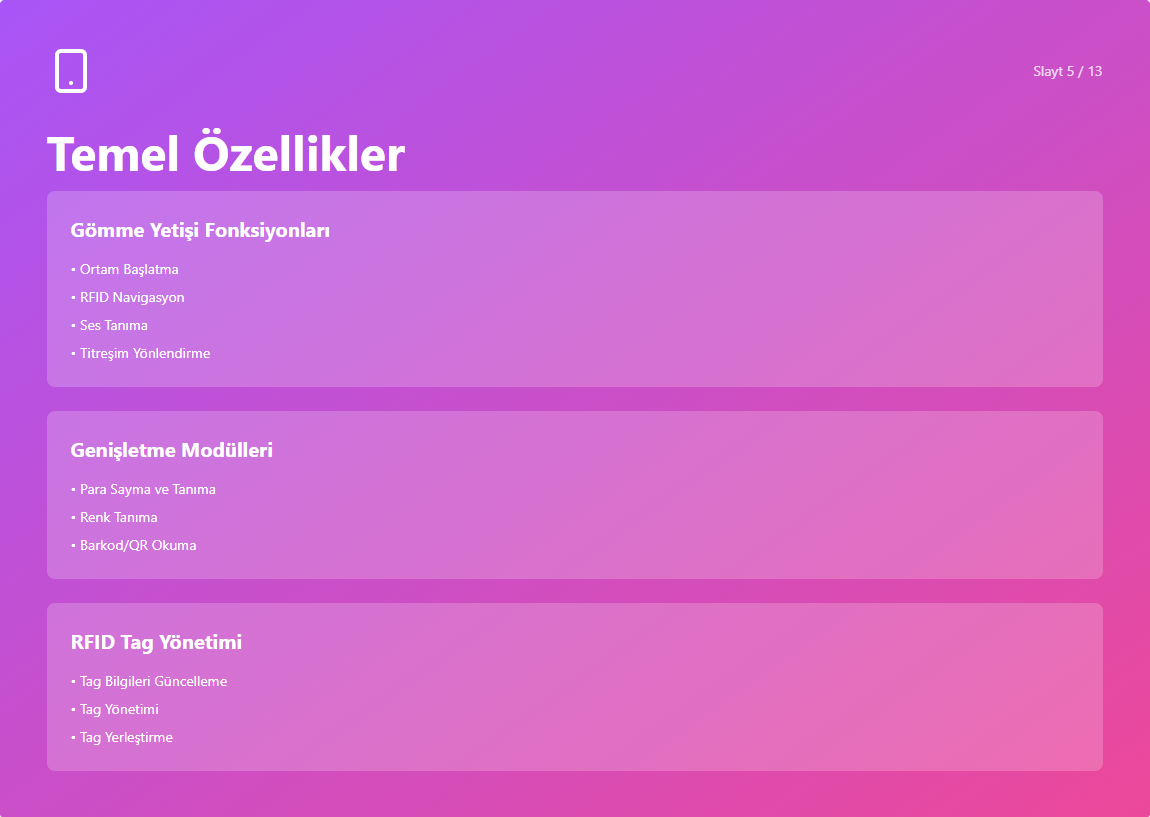 Slayt 5 / 13
Temel Özellikler
Gömme Yetişi Fonksiyonları
• Ortam Başlatma
• RFID Navigasyon
• Ses Tanıma
• Titreşim Yönlendirme
Genişletme Modülleri
• Para Sayma ve Tanıma
• Renk Tanıma
• Barkod/QR Okuma
RFID Tag Yönetimi
• Tag Bilgileri Güncelleme
• Tag Yönetimi
• Tag Yerleştirme